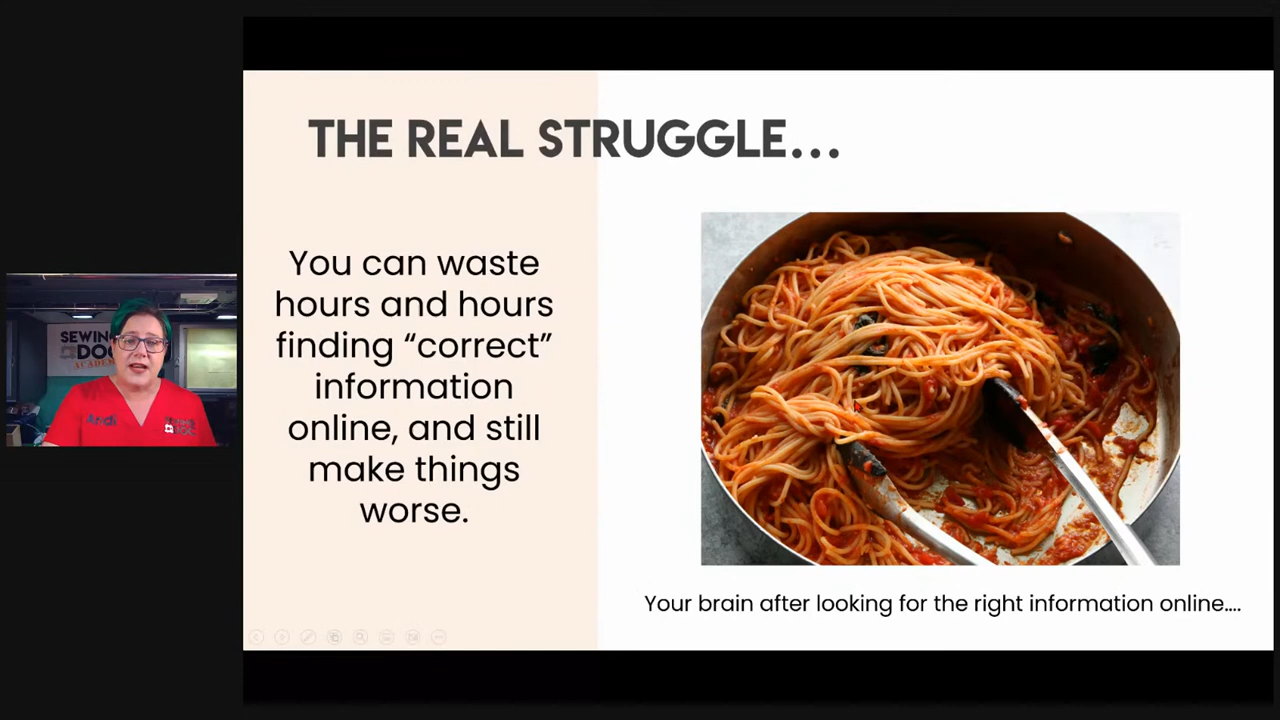 THE REAL STRUGGLE...
You can waste
hours and hours
finding “correct”
information
online, and still
make things
worse.
Your brain after looking for the right information online....
SEWING
DOC
ACADEMY
Andi